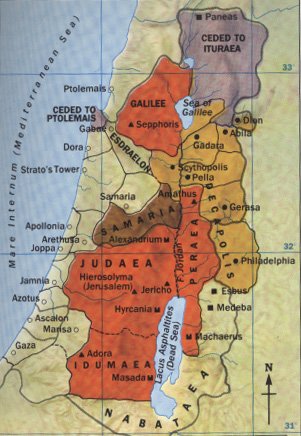 Paneas
CEDED TO
ITURAEA
33
Ptolemais
GALILEE
Sea of
Galilee
CEDED TO
PTOLEMAIS
Sepphoris
Gabae
Dion
Abila
ESDRAELON
Dora
Gadara
Scythopolis
Strato's Tower
Pella
Samaria
Amathus
DECAPOLIS
SAMARIA
Gerasa
Apollonia
Arethusa
Alexandrium
Joppa
PERAEA
R. Jordan
32
JUDAEA
Philadelphia
Hierosolyma
(Jerusalem)
Jericho
Jamnia
Esbus
Azotus
Hyrcania
Medeba
Ascalon
Marisa
Machaerus
Gaza
Lacus Asphaltites
(Dead Sea)
Adora
IDUMAEA
Masada
N
NABATAEA
31
Mare Internum (Mediterranean Sea)